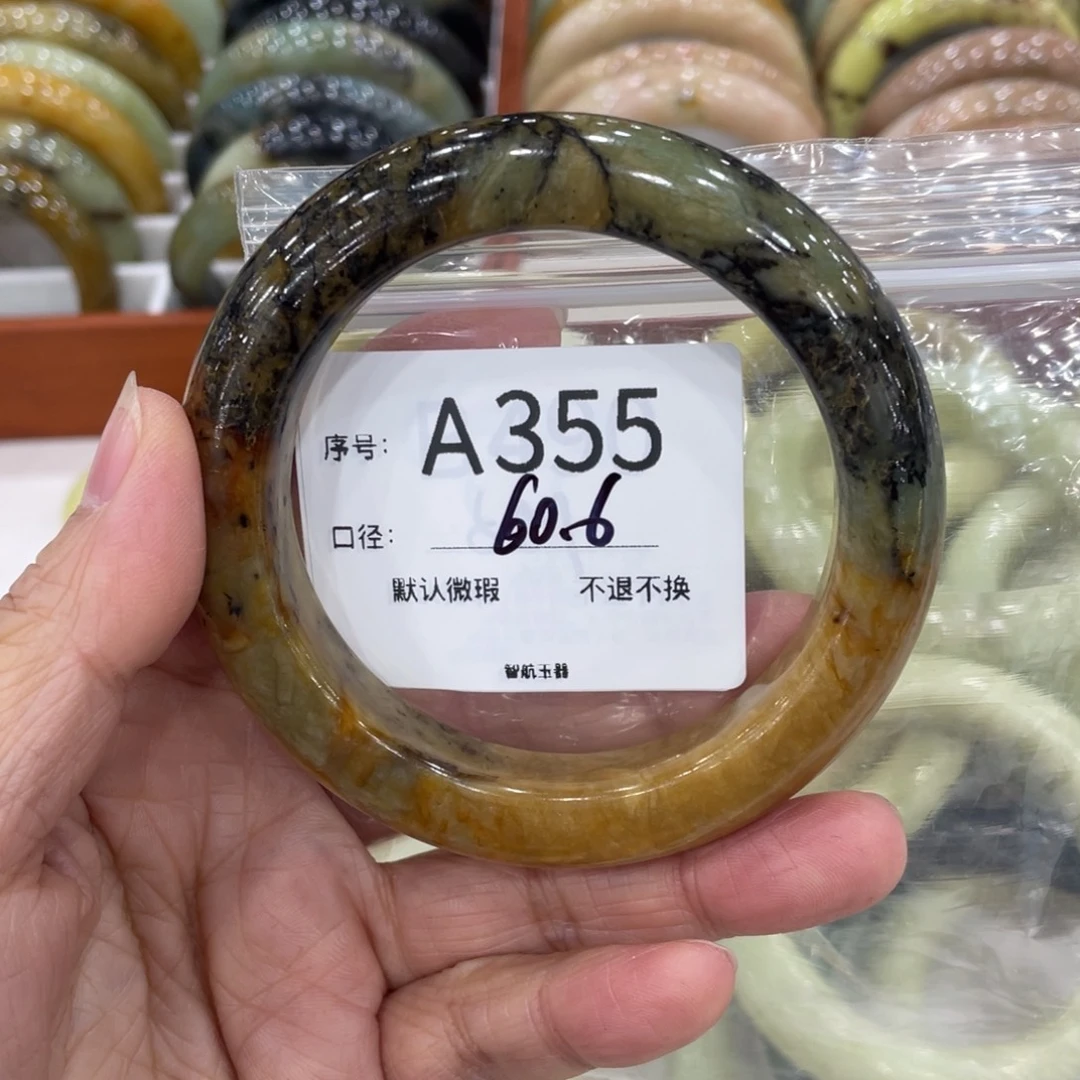 序号: A355
口径: 60.6
默认微瑕 不退不换
智航玉器